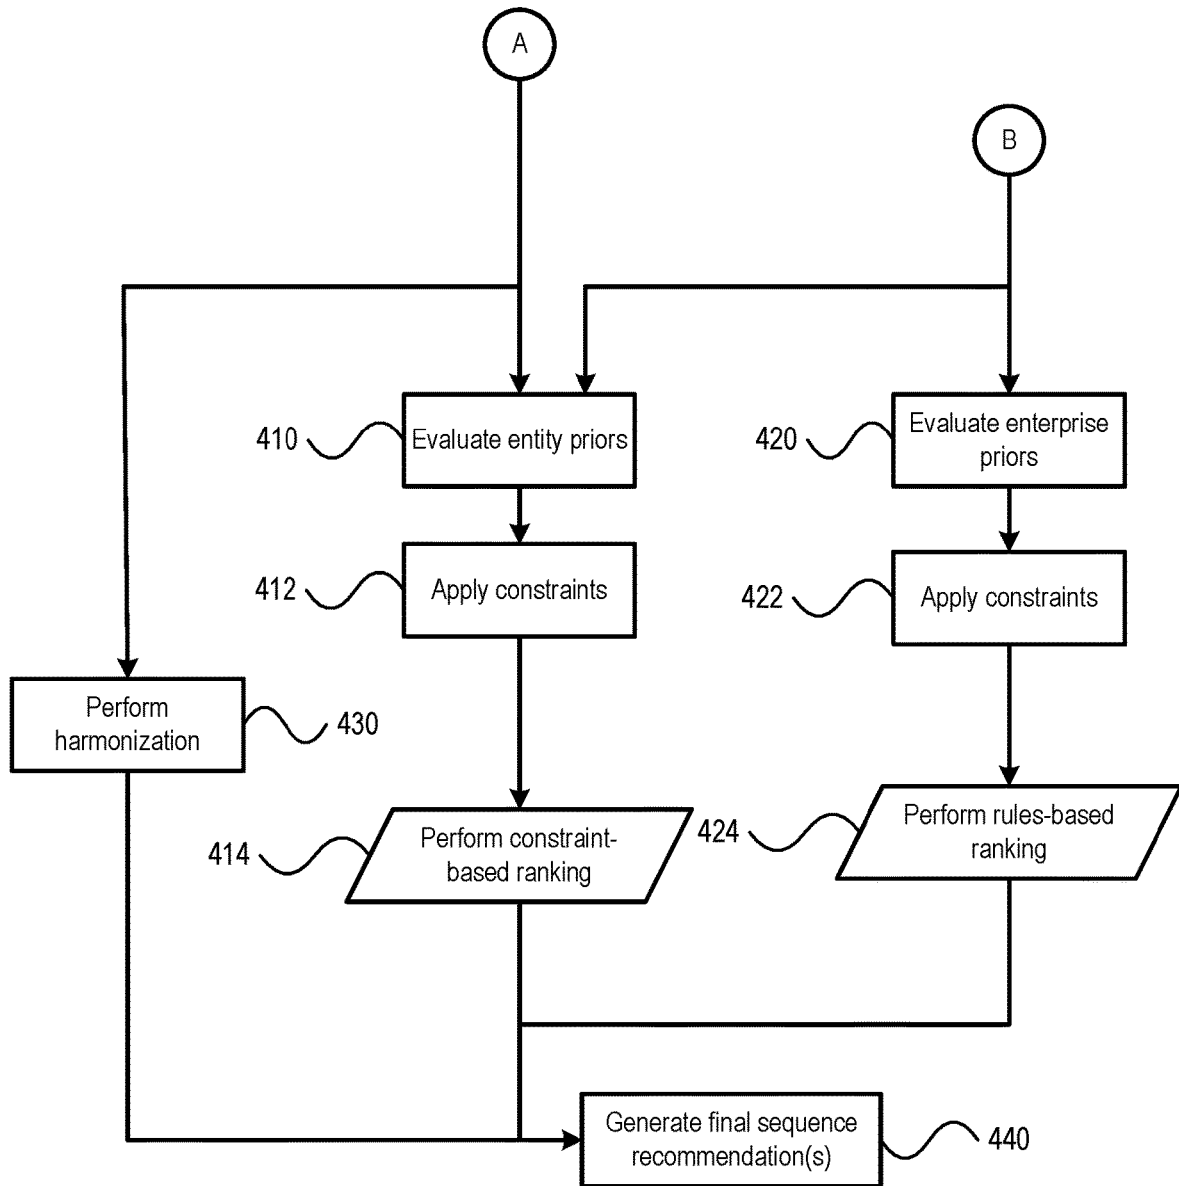 A
B
410
Evaluate entity priors
420
Evaluate enterprise
priors
412
Apply constraints
422
Apply constraints
Perform
harmonization
430
414
Perform constraint-
based ranking
424
Perform rules-based
ranking
Generate final sequence
recommendation(s)
440